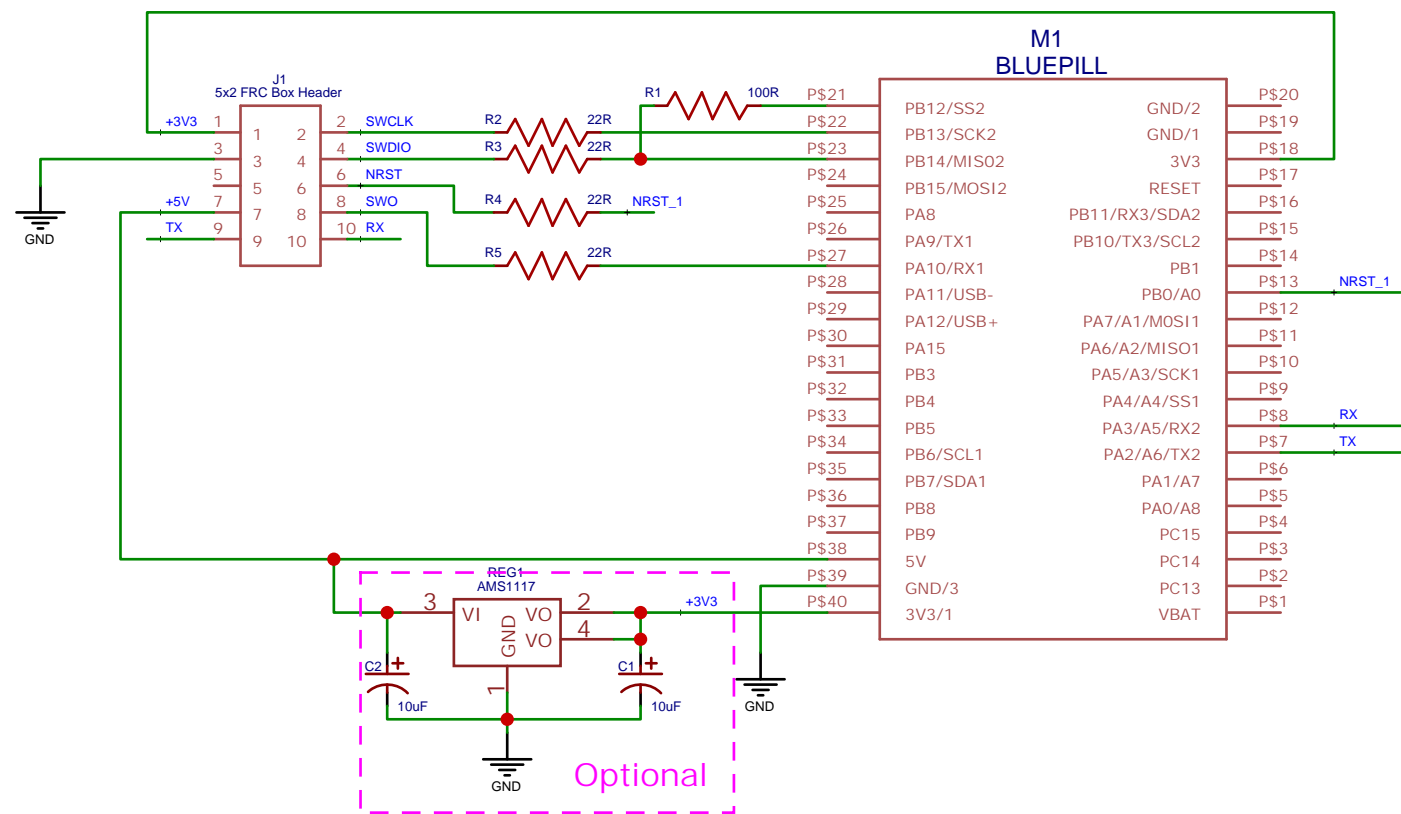 M1
BLUEPILL
J1
5x2 FRC Box Header
+3V3 1 1 2 2 SWCLK
3 3 4 4 SWDIO
5 5 6 6 NRST
+5V 7 7 8 8 SWO
TX 9 9 10 10 RX
GND
R1 100R
R2 22R
R3 22R
R4 22R NRST_1
R5 22R
P$21 PB12/SS2 GND/2 P$20
P$22 PB13/SCK2 GND/1 P$19
P$23 PB14/MISO2 3V3 P$18
P$24 PB15/MOSI2 RESET P$17
P$25 PA8 PB11/RX3/SDA2 P$16
P$26 PA9/TX1 PB10/TX3/SCL2 P$15
P$27 PA10/RX1 PB1 P$14
P$28 PA11/USB- PB0/A0 P$13 NRST_1
P$29 PA12/USB+ PA7/A1/MOSI1 P$12
P$30 PA15 PA6/A2/MISO1 P$11
P$31 PB3 PA5/A3/SCK1 P$10
P$32 PB4 PA4/A4/SS1 P$9
P$33 PB5 PA3/A5/RX2 P$8 RX
P$34 PB6/SCL1 PA2/A6/TX2 P$7 TX
P$35 PB7/SDA1 PA1/A7 P$6
P$36 PB8 PA0/A8 P$5
P$37 PB9 PC15 P$4
P$38 5V PC14 P$3
P$39 GND/3 PC13 P$2
P$40 3V3/1 VBAT P$1
REG1
AMS1117
3 VI GND VO 2 +3V3
VO 4
1
C2 + 10uF
C1 + 10uF
GND
GND
Optional